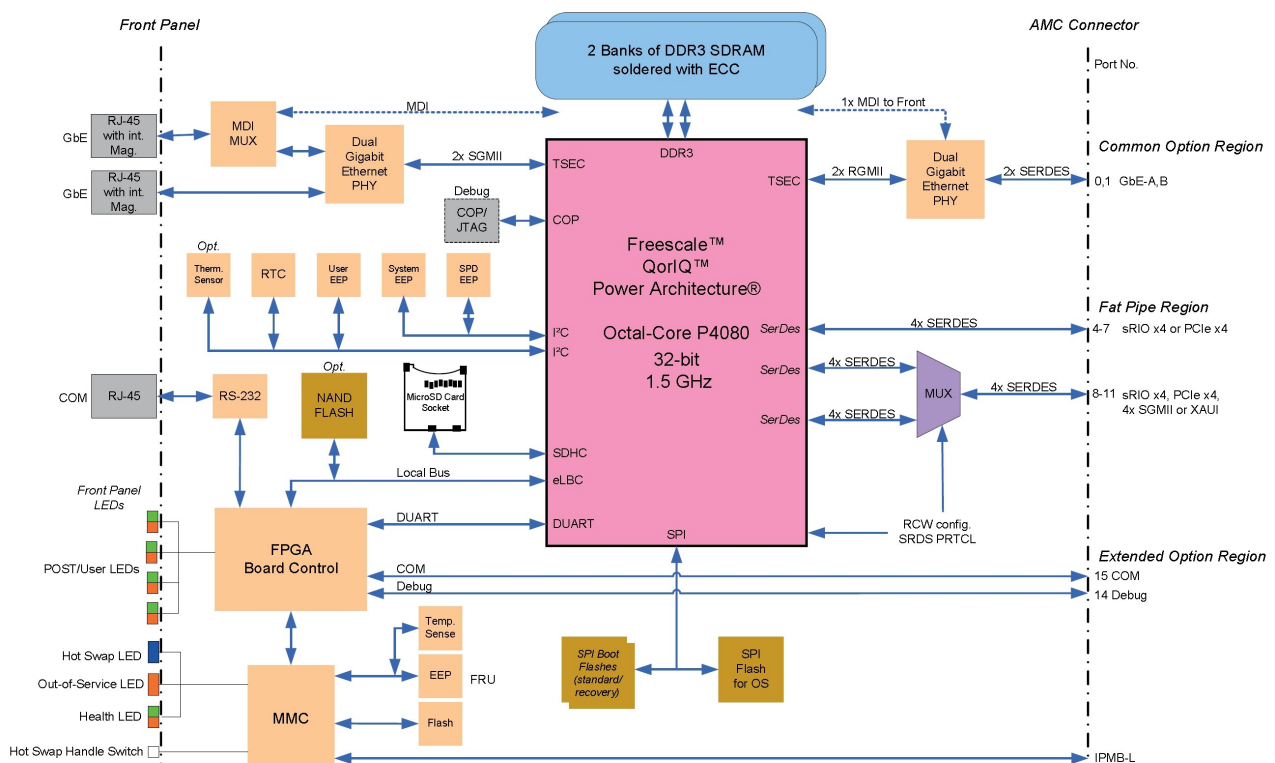 Front Panel
AMC Connector
2 Banks of DDR3 SDRAM
soldered with ECC
Port No.
MDI
1x MDI to Front
GbE
RJ-45
with int.
Mag.
MDI
MUX
Dual
Gigabit
Ethernet
PHY
2x SGMII
TSEC
DDR3
TSEC
2x RGMII
Dual
Gigabit
Ethernet
PHY
2x SERDES
Common Option Region
0,1 GbE-A,B
GbE
RJ-45
with int.
Mag.
Debug
COP/
JTAG
COP
Freescale™
QorIQ™
Power Architecture®
Octal-Core P4080
32-bit
1.5 GHz
Opt.
Therm.
Sensor
RTC
User
EEP
System
EEP
SPD
EEP
I²C
I²C
SerDes
4x SERDES
Fat Pipe Region
4-7 sRIO x4 or PCIe x4
SerDes
4x SERDES
MUX
4x SERDES
8-11 sRIO x4, PCIe x4,
4x SGMII or XAUI
SerDes
4x SERDES
COM
RJ-45
RS-232
Opt.
NAND
FLASH
MicroSD Card
Socket
SDHC
Local Bus
eLBC
DUART
DUART
SPI
RCW config.
SRDS PRTCL
Front Panel
LEDs
POST/User LEDs
FPGA
Board Control
COM
Debug
Extended Option Region
15 COM
14 Debug
Temp.
Sense
EEP
FRU
Flash
SPI Boot
Flashes
(standard/
recovery)
SPI
Flash
for OS
Hot Swap LED
Out-of-Service LED
Health LED
Hot Swap Handle Switch
MMC
IPMB-L